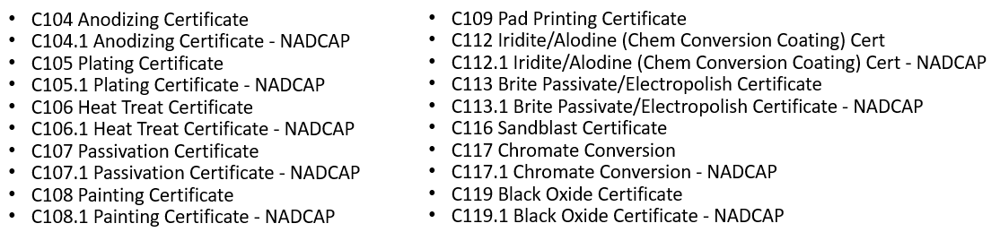 • C104 Anodizing Certificate
• C104.1 Anodizing Certificate - NADCAP
• C105 Plating Certificate
• C105.1 Plating Certificate - NADCAP
• C106 Heat Treat Certificate
• C106.1 Heat Treat Certificate - NADCAP
• C107 Passivation Certificate
• C107.1 Passivation Certificate - NADCAP
• C108 Painting Certificate
• C108.1 Painting Certificate - NADCAP
• C109 Pad Printing Certificate
• C112 Iridite/Alodine (Chem Conversion Coating) Cert
• C112.1 Iridite/Alodine (Chem Conversion Coating) Cert - NADCAP
• C113 Brite Passivate/Electropolish Certificate
• C113.1 Brite Passivate/Electropolish Certificate - NADCAP
• C116 Sandblast Certificate
• C117 Chromate Conversion
• C117.1 Chromate Conversion - NADCAP
• C119 Black Oxide Certificate
• C119.1 Black Oxide Certificate - NADCAP